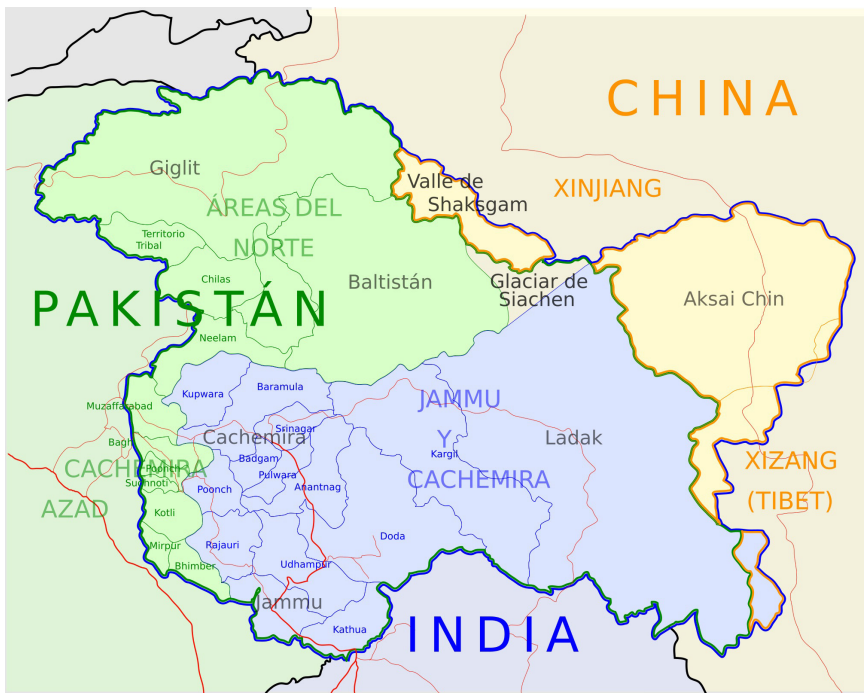 CHINA
Valle de
Shaksgam
XINJIANG
Giglit
ÁREAS DEL
NORTE
Territorio
Tribal
Chilas
Baltistán
Glaciar de
Siachen
Aksai Chin
PAKISTÁN
Neelam
Kupwara
Baramula
JAMMU
Y
CACHEMIRA
Muzaffarabad
Srinagar
Cachemira
Bagh
Badgam
Kargil
Ladak
XIZANG
(TIBET)
CACHEMIRA
AZAD
Poonch
Sudhnoti
Pulwara
Anantnag
Poonch
Kotli
Doda
Mirpur
Rajauri
Bhimber
Udhampur
Jammu
Kathua
INDIA